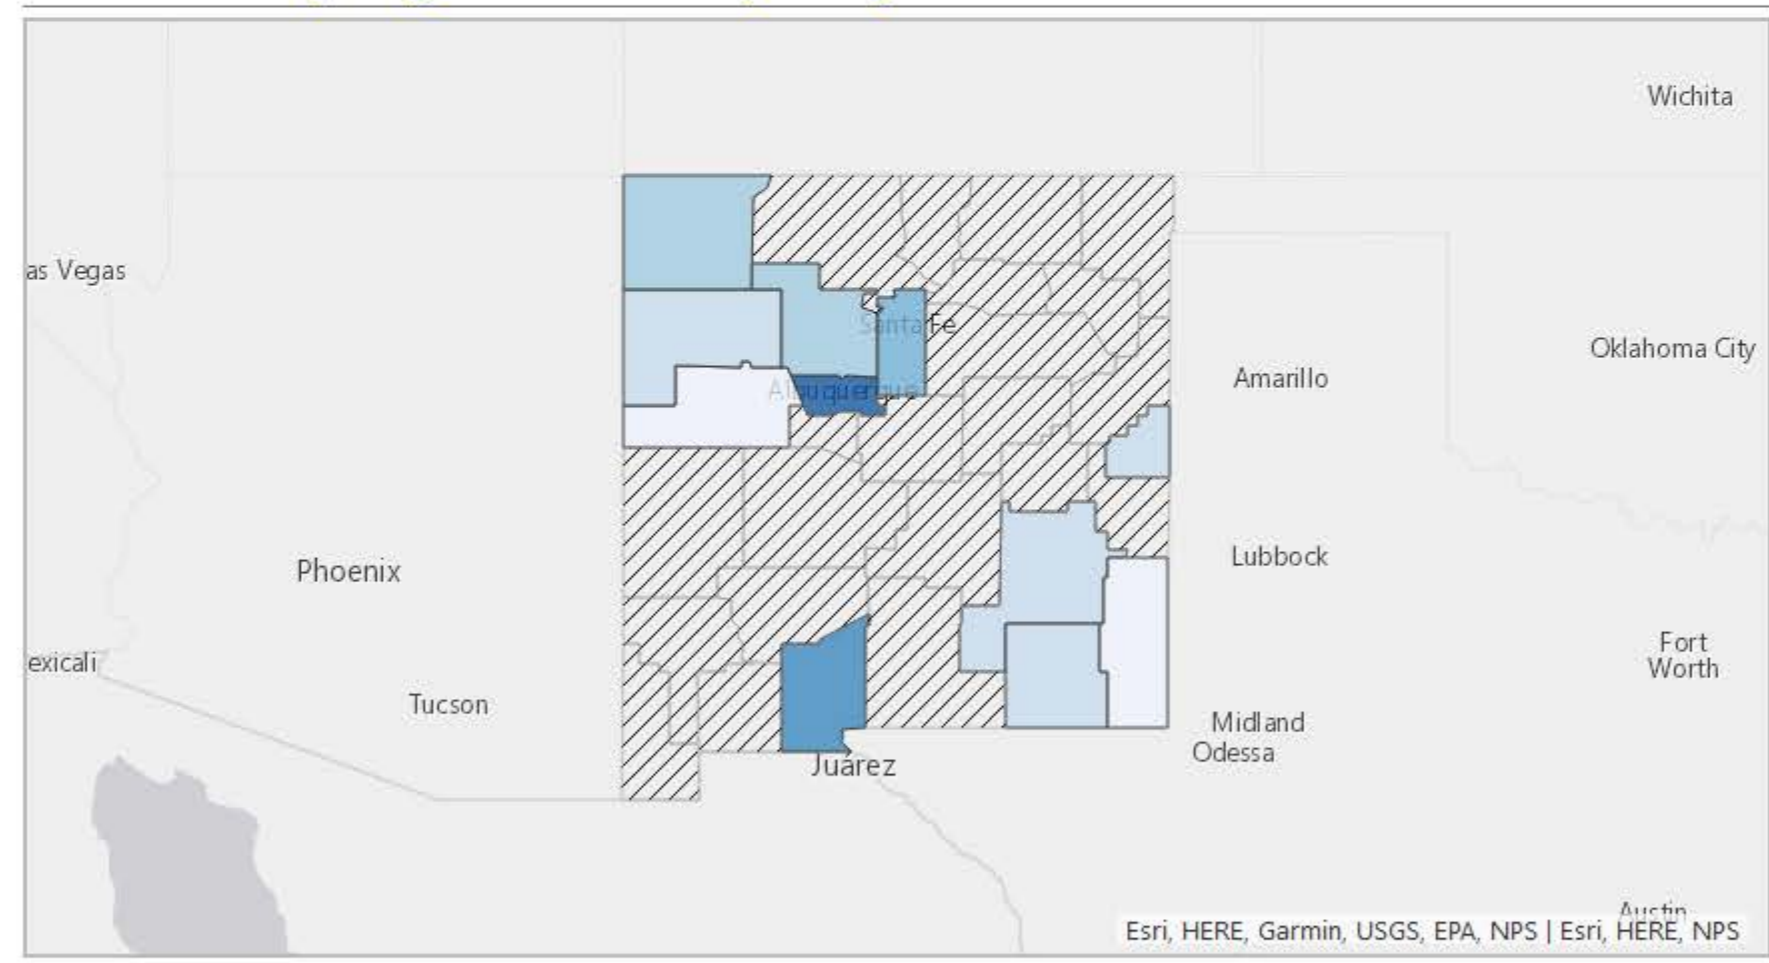 Wichita
as Vegas
Santa Fe
Oklahoma City
Amarillo
Albuquerque
Lubbock
Phoenix
Fort
Worth
exicali
Tucson
Midland
Odessa
Juárez
Austin
Esri, HERE, Garmin, USGS, EPA, NPS | Esri, HERE, NPS